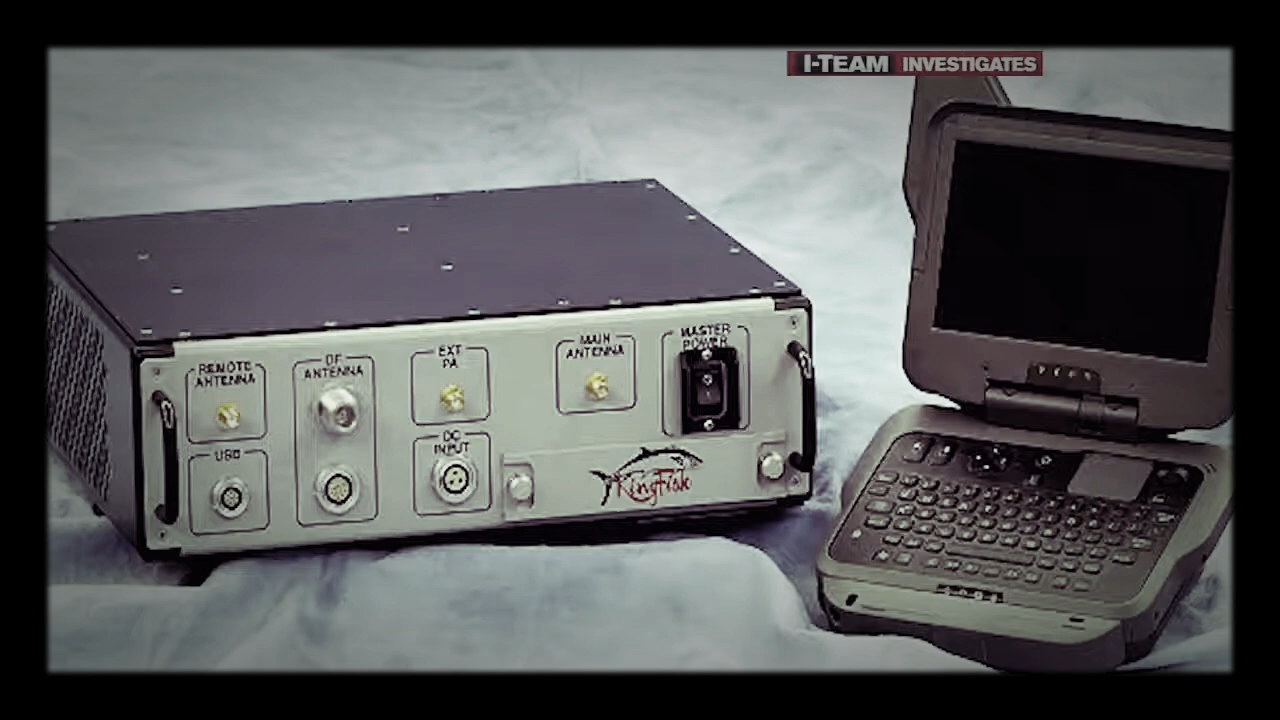 I-TEAM INVESTIGATES
REMOTE
ANTENNA
DF
ANTENNA
EXT
PA
MAIN
ANTENNA
MASTER
POWER
USB
DC
INPUT
KingFish